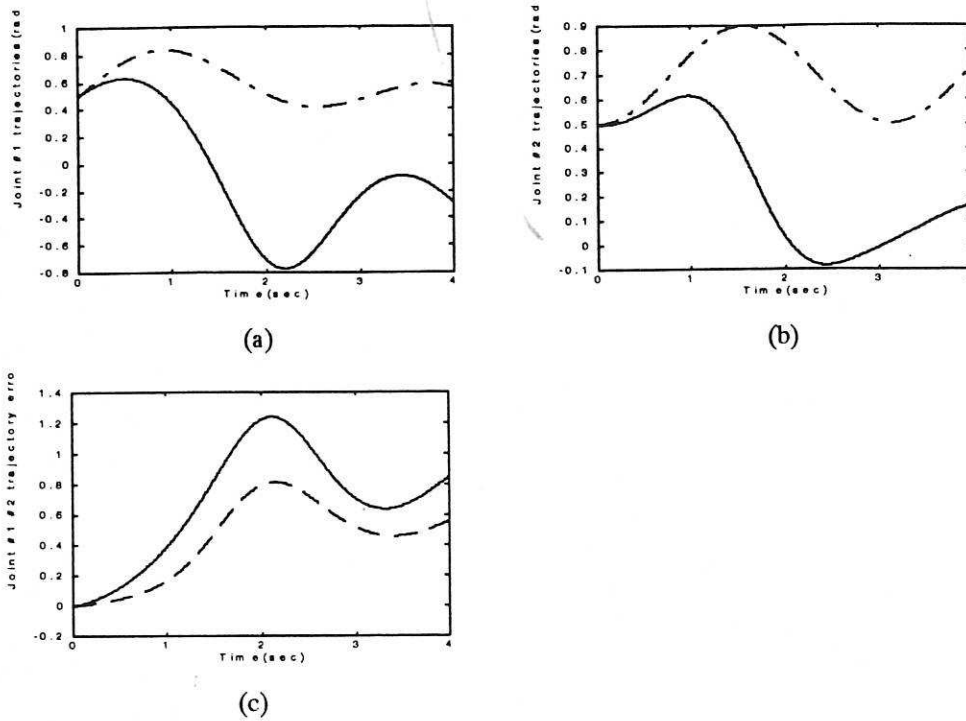 Joint #1 trajectories(rad
1
0.8
0.6
0.4
0.2
0
-0.2
-0.4
-0.6
-0.8
0 1 2 3 4
Time(sec)
(a)
Joint #2 trajectories(rad
0.9
0.8
0.7
0.6
0.5
0.4
0.3
0.2
0.1
0
-0.1
0 1 2 3
Time(sec)
(b)
Joint #1 #2 trajectory erro
1.4
1.2
1
0.8
0.6
0.4
0.2
0
-0.2
0 1 2 3 4
Time(sec)
(c)